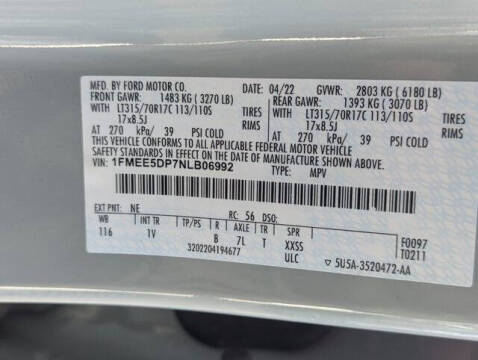 MFD. BY FORD MOTOR CO.
04/22 GVWR: 2803 KG ( 6180 LB)
FRONT GAWR: 1483 KG ( 3270 LB) REAR GAWR: 1393 KG ( 3070 LB)
WITH LT315/70R17C 113/110S TIRES WITH LT315/70R17C 113/110S TIRES
17x8.5J RIMS 17x8.5J RIMS
AT 270 kPa/ 39 PSI COLD AT 270 kPa/ 39 PSI COLD
THIS VEHICLE CONFORMS TO ALL APPLICABLE FEDERAL MOTOR VEHICLE
SAFETY STANDARDS IN EFFECT ON THE DATE OF MANUFACTURE SHOWN ABOVE.
VIN: 1FMEE5DP7NLB06992
TYPE: MPV
EXT PNT: NE RC: 56 DSO:
WB INT TR TP/PS R AXLE TR SPR
116 1V B 7L T XXSS
ULC
F0097
T0211
3202204194677
▽ 5U5A-3520472-AA